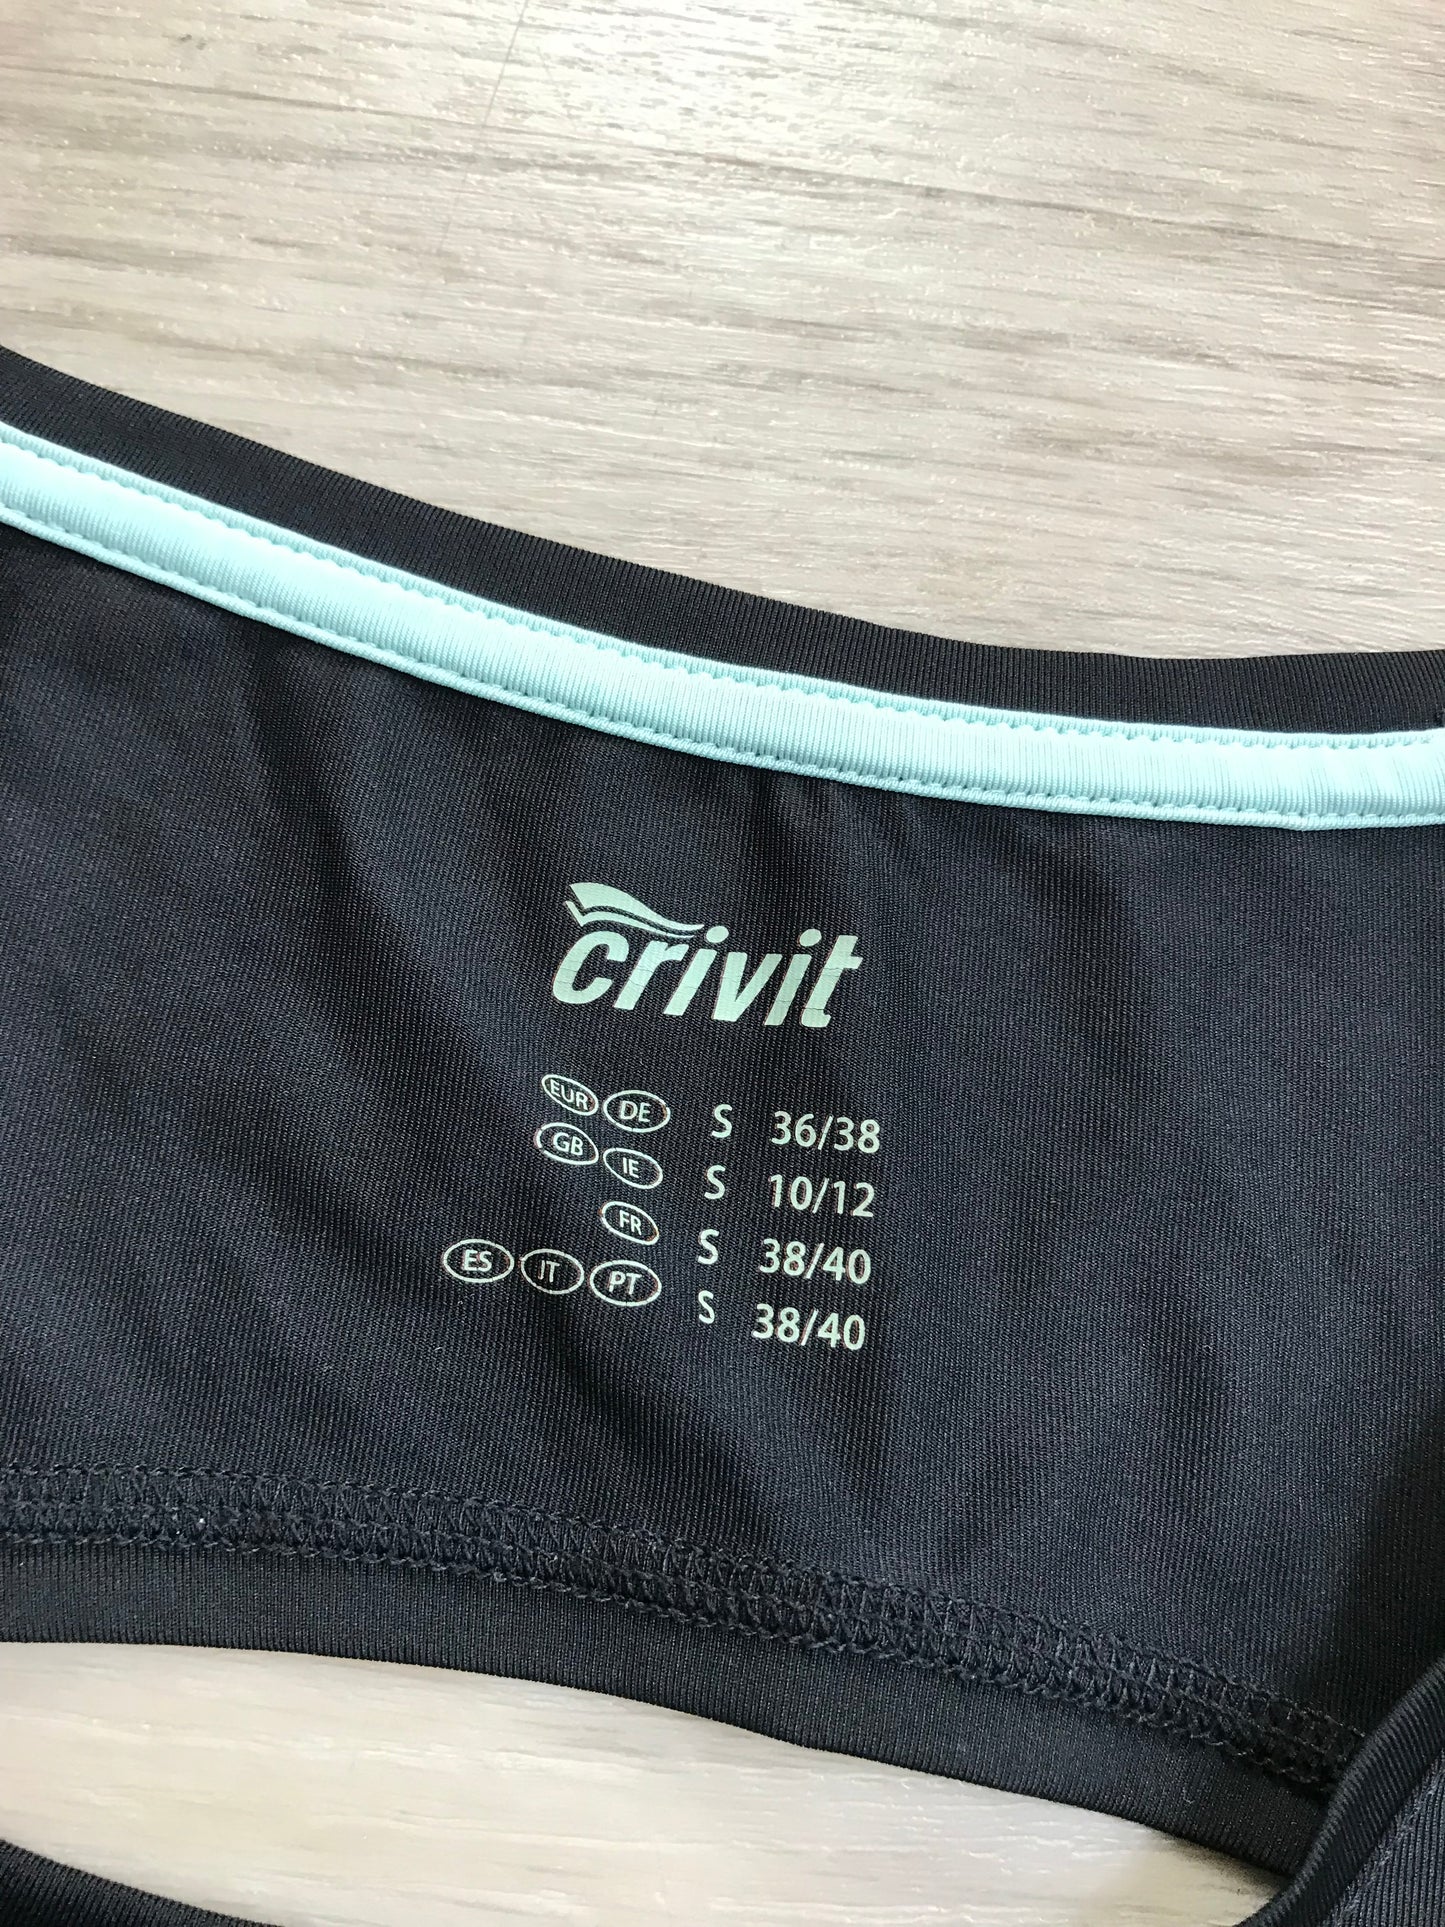 crivit
EUR DE S 36/38
GB IE S 10/12
FR S 38/40
ES IT PT S 38/40